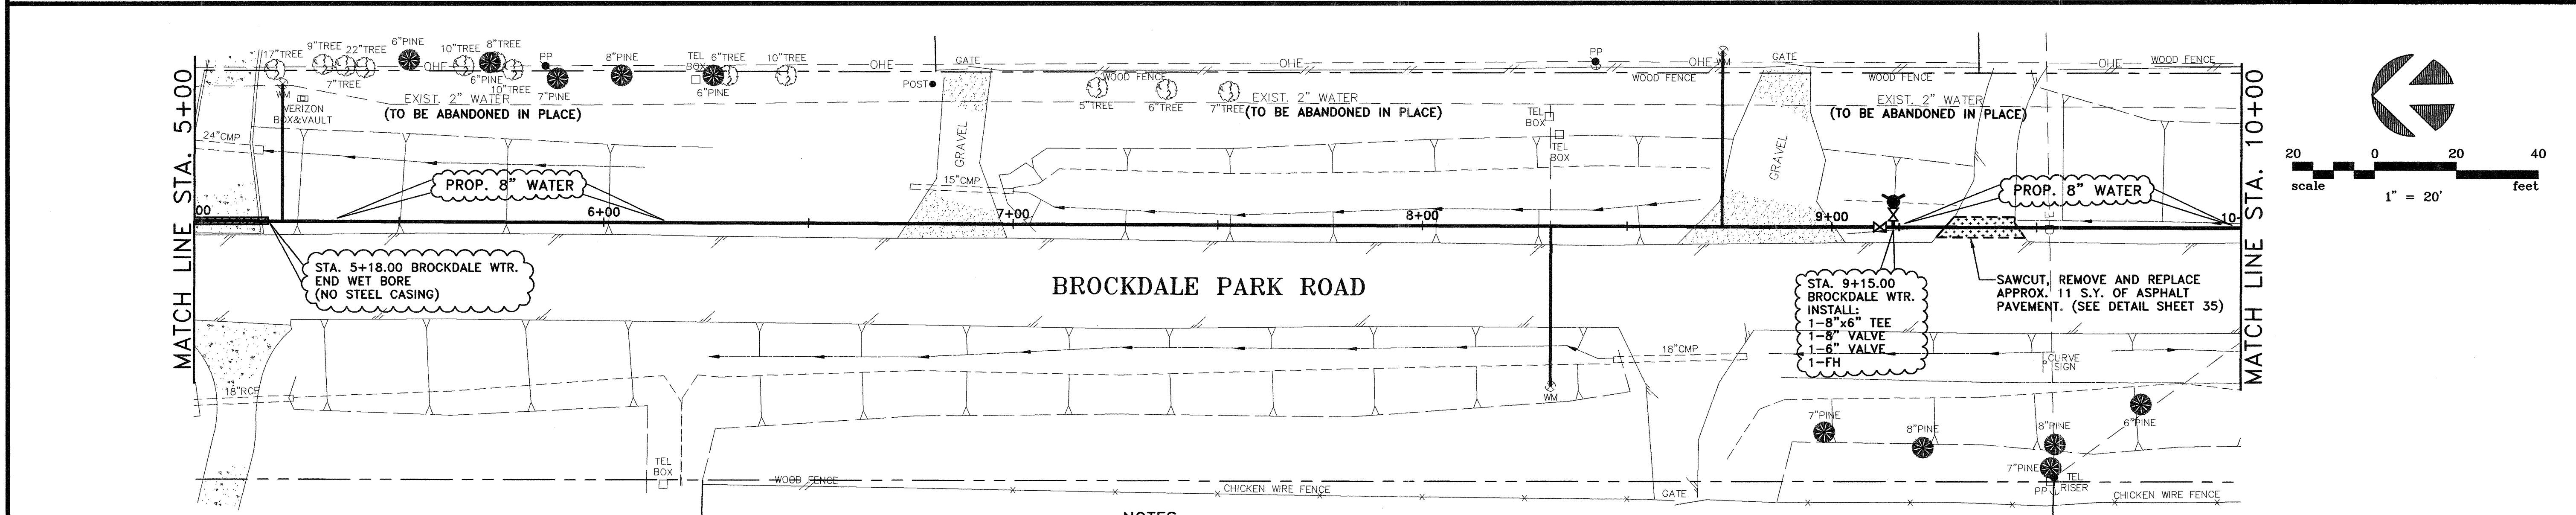 MATCH LINE STA. 5+00
17"TREE
9"TREE
22"TREE
7"TREE
6"PINE
10"TREE
8"TREE
6"PINE
10"TREE
OHE
PP
7"PINE
8"PINE
TEL
BOX
6"TREE
6"PINE
10"TREE
OHE
GATE
POST
WOOD FENCE
OHE
PP
OHE
WM
WOOD FENCE
GATE
WOOD FENCE
OHE
WOOD FENCE
WM
VERIZON
BOX&VAULT
EXIST. 2" WATER
(TO BE ABANDONED IN PLACE)
5"TREE
6"TREE
7"TREE
EXIST. 2" WATER
(TO BE ABANDONED IN PLACE)
TEL
BOX
TEL
BOX
EXIST. 2" WATER
(TO BE ABANDONED IN PLACE)
24"CMP
GRAVEL
15"CMP
GRAVEL
PROP. 8" WATER
PROP. 8" WATER
00
6+00
7+00
8+00
9+00
10
OHE
STA. 5+18.00 BROCKDALE WTR.
END WET BORE
(NO STEEL CASING)
BROCKDALE PARK ROAD
STA. 9+15.00
BROCKDALE WTR.
INSTALL:
1-8"x6" TEE
1-8" VALVE
1-6" VALVE
1-FH
SAWCUT, REMOVE AND REPLACE
APPROX. 11 S.Y. OF ASPHALT
PAVEMENT. (SEE DETAIL SHEET 35)
18"RCP
18"CMP
WM
CURVE
SIGN
7"PINE
8"PINE
8"PINE
6"PINE
7"PINE
TEL
RISER
PP
TEL
BOX
WOOD FENCE
CHICKEN WIRE FENCE
GATE
CHICKEN WIRE FENCE
MATCH LINE STA. 10+00
20 0 20 40
scale feet
1" = 20'
NOTES